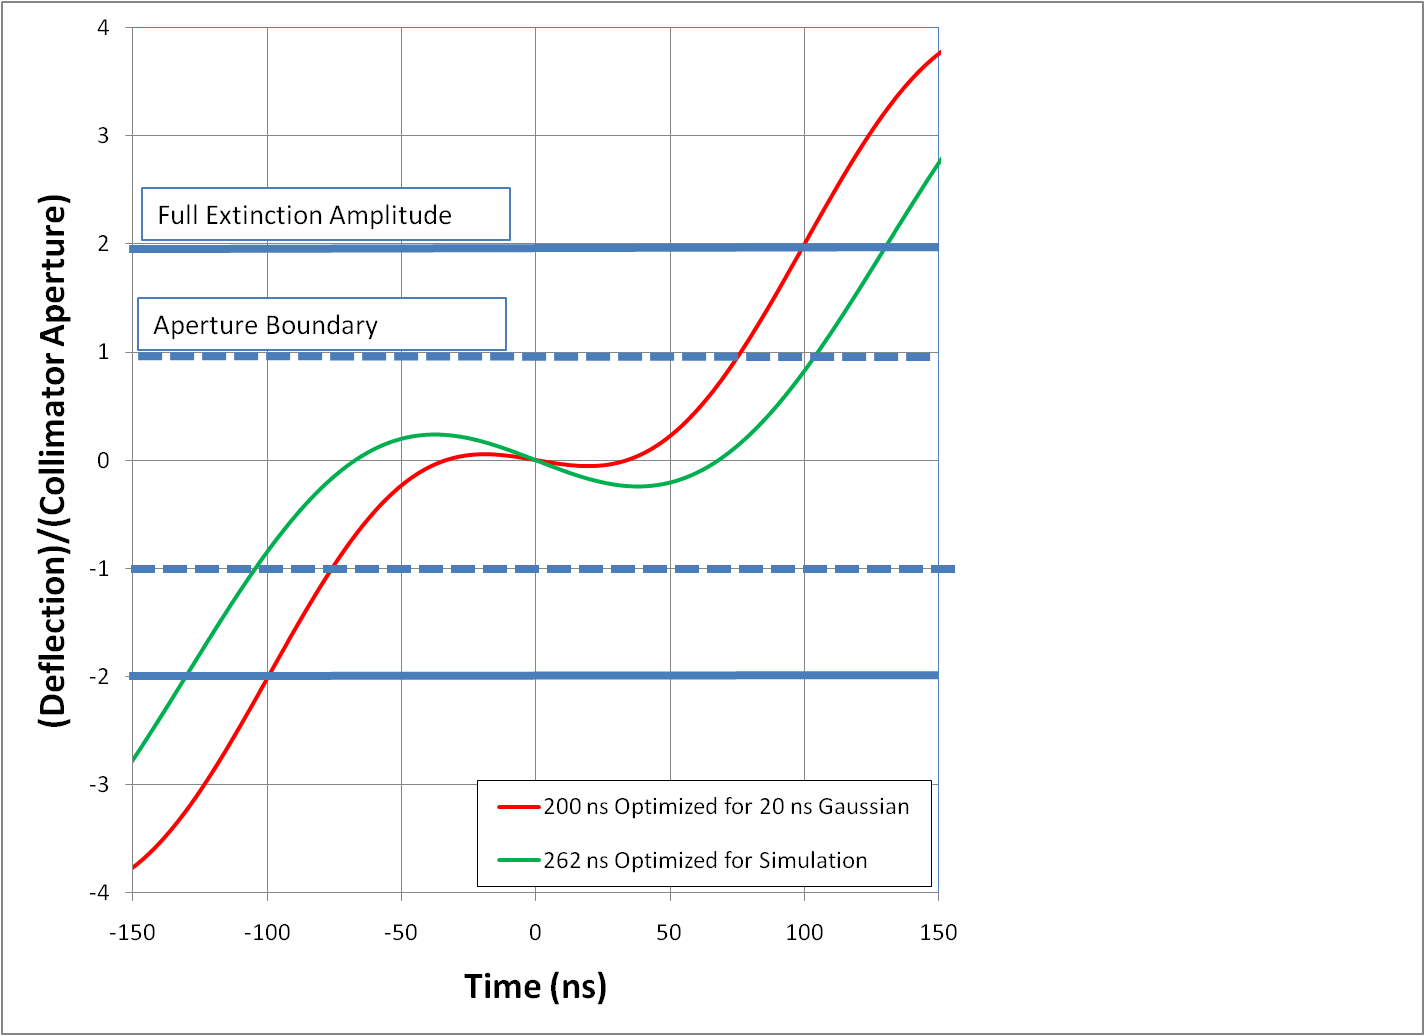 4
3
Full Extinction Amplitude
2
Aperture Boundary
1
0
-1
-2
-3
-4
(Deflection)/(Collimator Aperture)
200 ns Optimized for 20 ns Gaussian
262 ns Optimized for Simulation
-150 -100 -50 0 50 100 150
Time (ns)